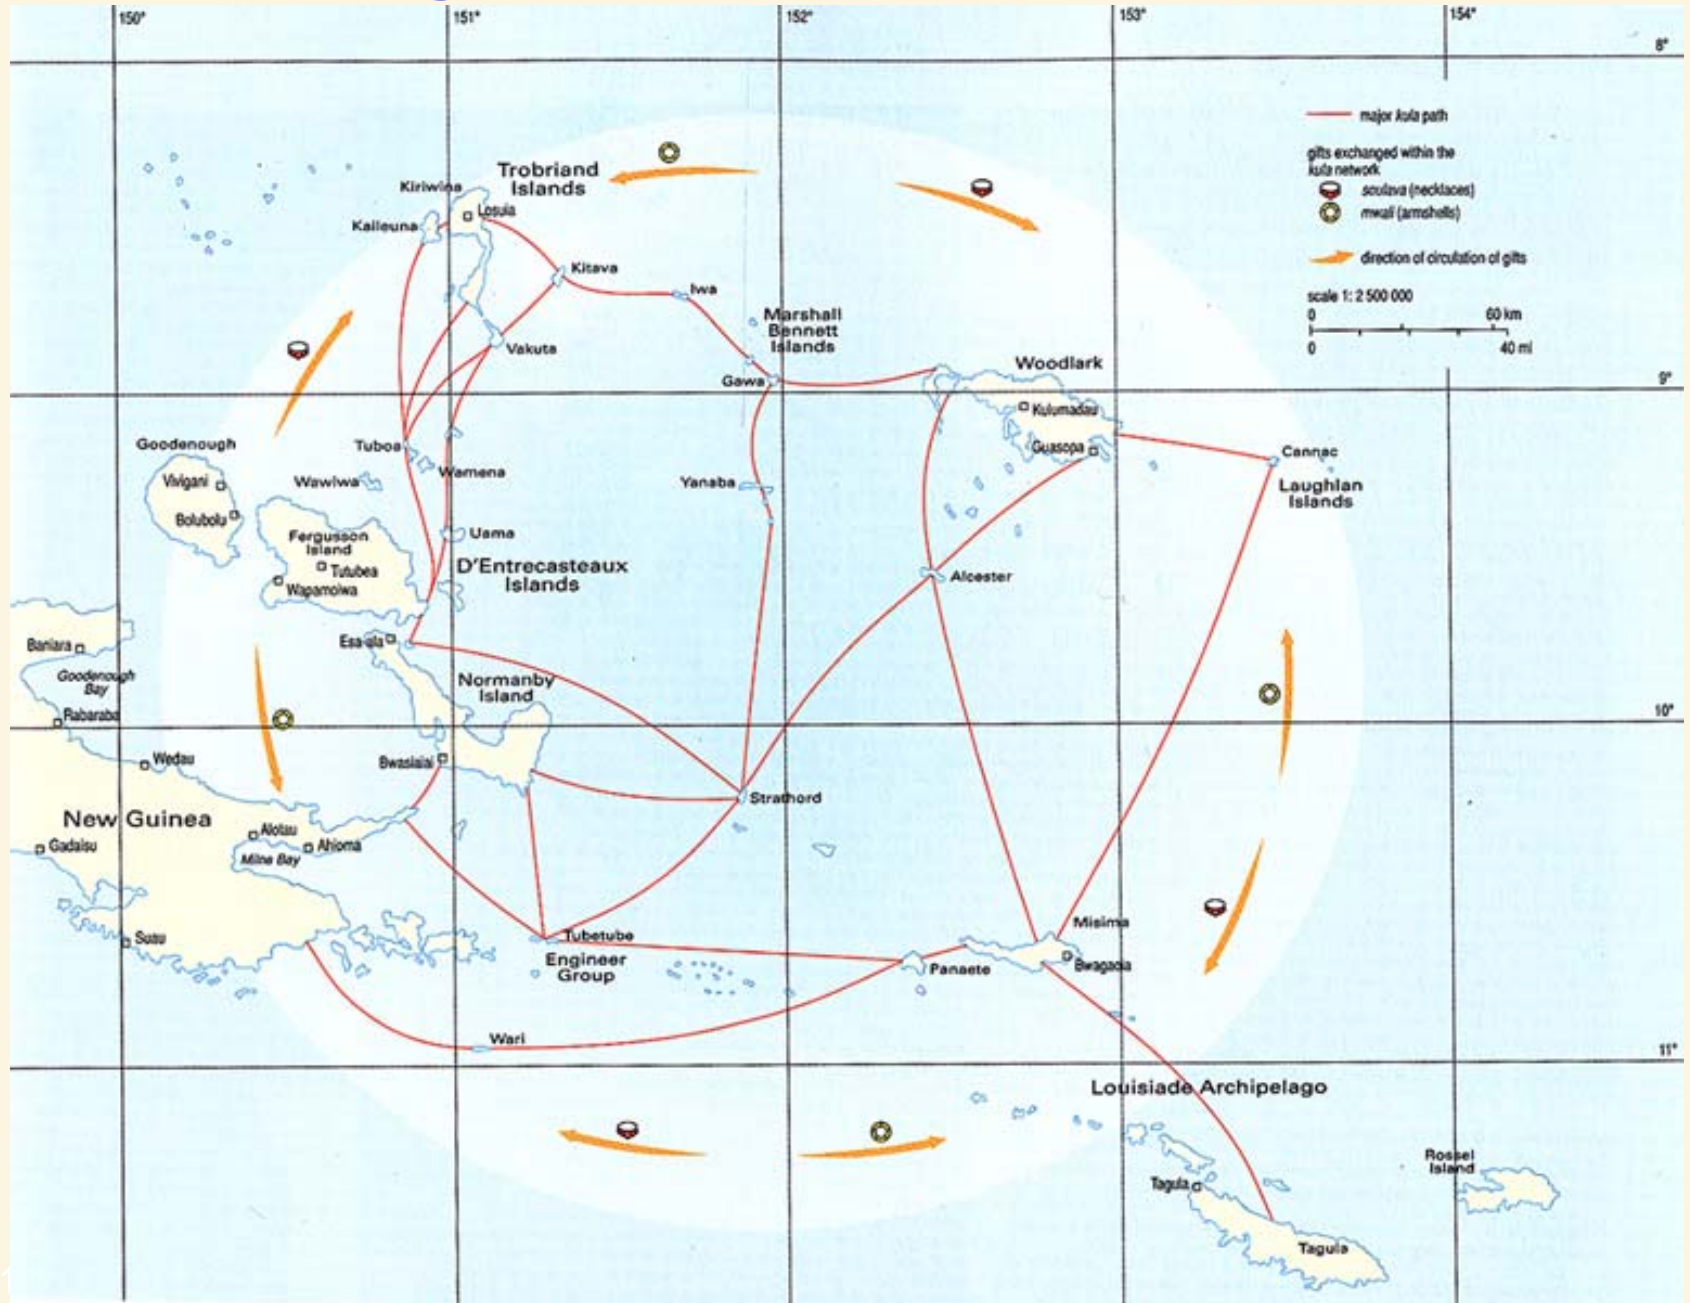 150°
151°
152°
153°
154°
8°
major kula path
gifts exchanged within the
kula network
soulava (necklaces)
mwali (armshells)
direction of circulation of gifts
scale 1: 2 500 000
0 60 km
0 40 mi
Trobriand
Islands
Kiriwina
Losuia
Kaileuna
Kitava
Iwa
Marshall
Bennett
Islands
Vakuta
Gawa
Woodlark
9°
Kulumadau
Guasopa
Cannac
Laughlan
Islands
Goodenough
Vivigani
Bolubolu
Tuboa
Wamena
Wawiwa
Yanaba
Uama
Fergusson
Island
Tutubea
Wapamoiwa
D'Entrecasteaux
Islands
Alcester
Baniara
Goodenough
Bay
Rabaraba
Esa-ala
Normanby
Island
10°
Wedau
Bwasiaiai
Strathord
New Guinea
Gadaisu
Alotau
Ahioma
Milne Bay
Suau
Tubetube
Engineer
Group
Panaete
Misima
Bwagaoia
Wari
11°
Louisiade Archipelago
Rossel
Island
Tagula
Tagula